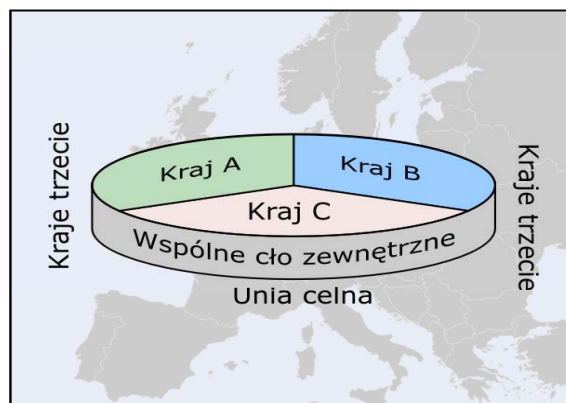 Kraje trzecie
Kraj A
Kraj B
Kraj C
Wspólne cło zewnętrzne
Unia celna
Kraje trzecie